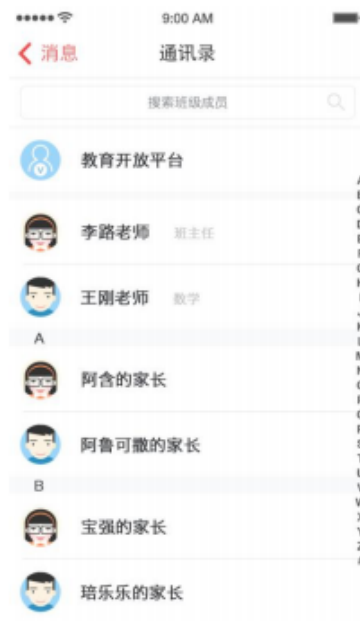 9:00 AM
消息
通讯录
搜索班级成员
教育开放平台
李路老师 班主任
王刚老师 数学
A
阿含的家长
阿鲁可撒的家长
B
宝强的家长
琣乐乐的家长